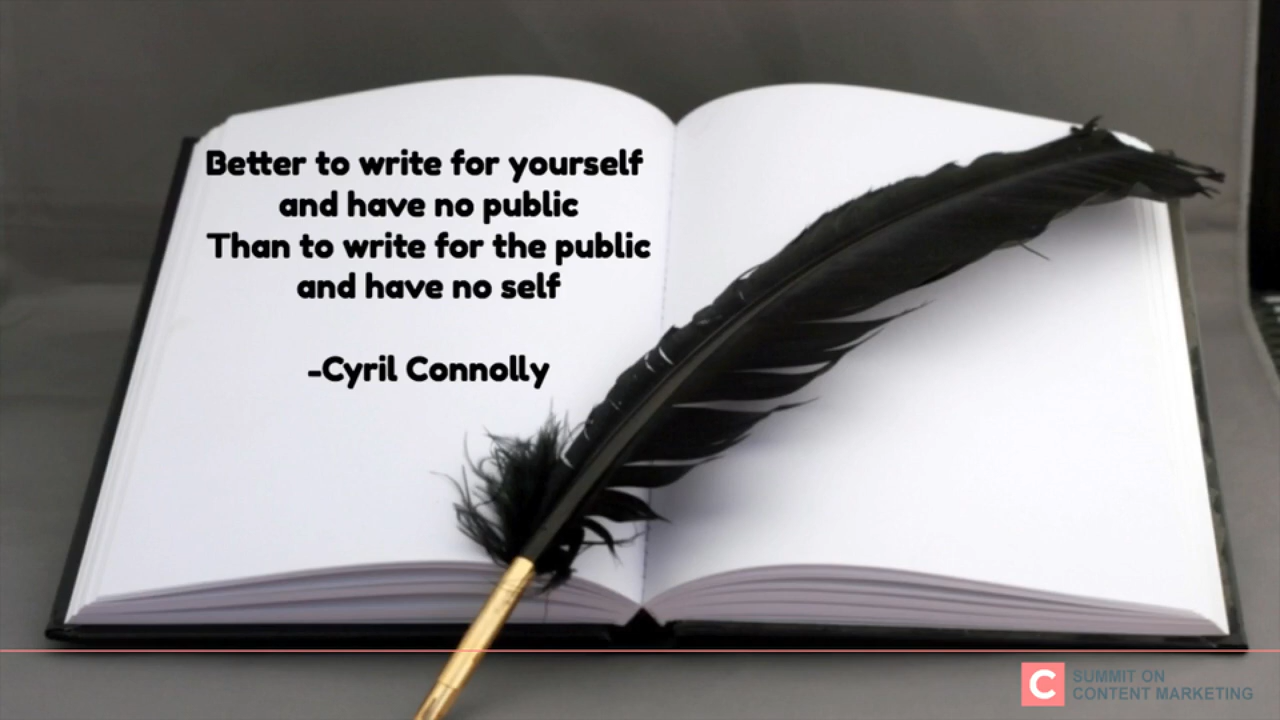 Better to write for yourself
and have no public
Than to write for the public
and have no self
-Cyril Connolly
C
SUMMIT ON
CONTENT MARKETING